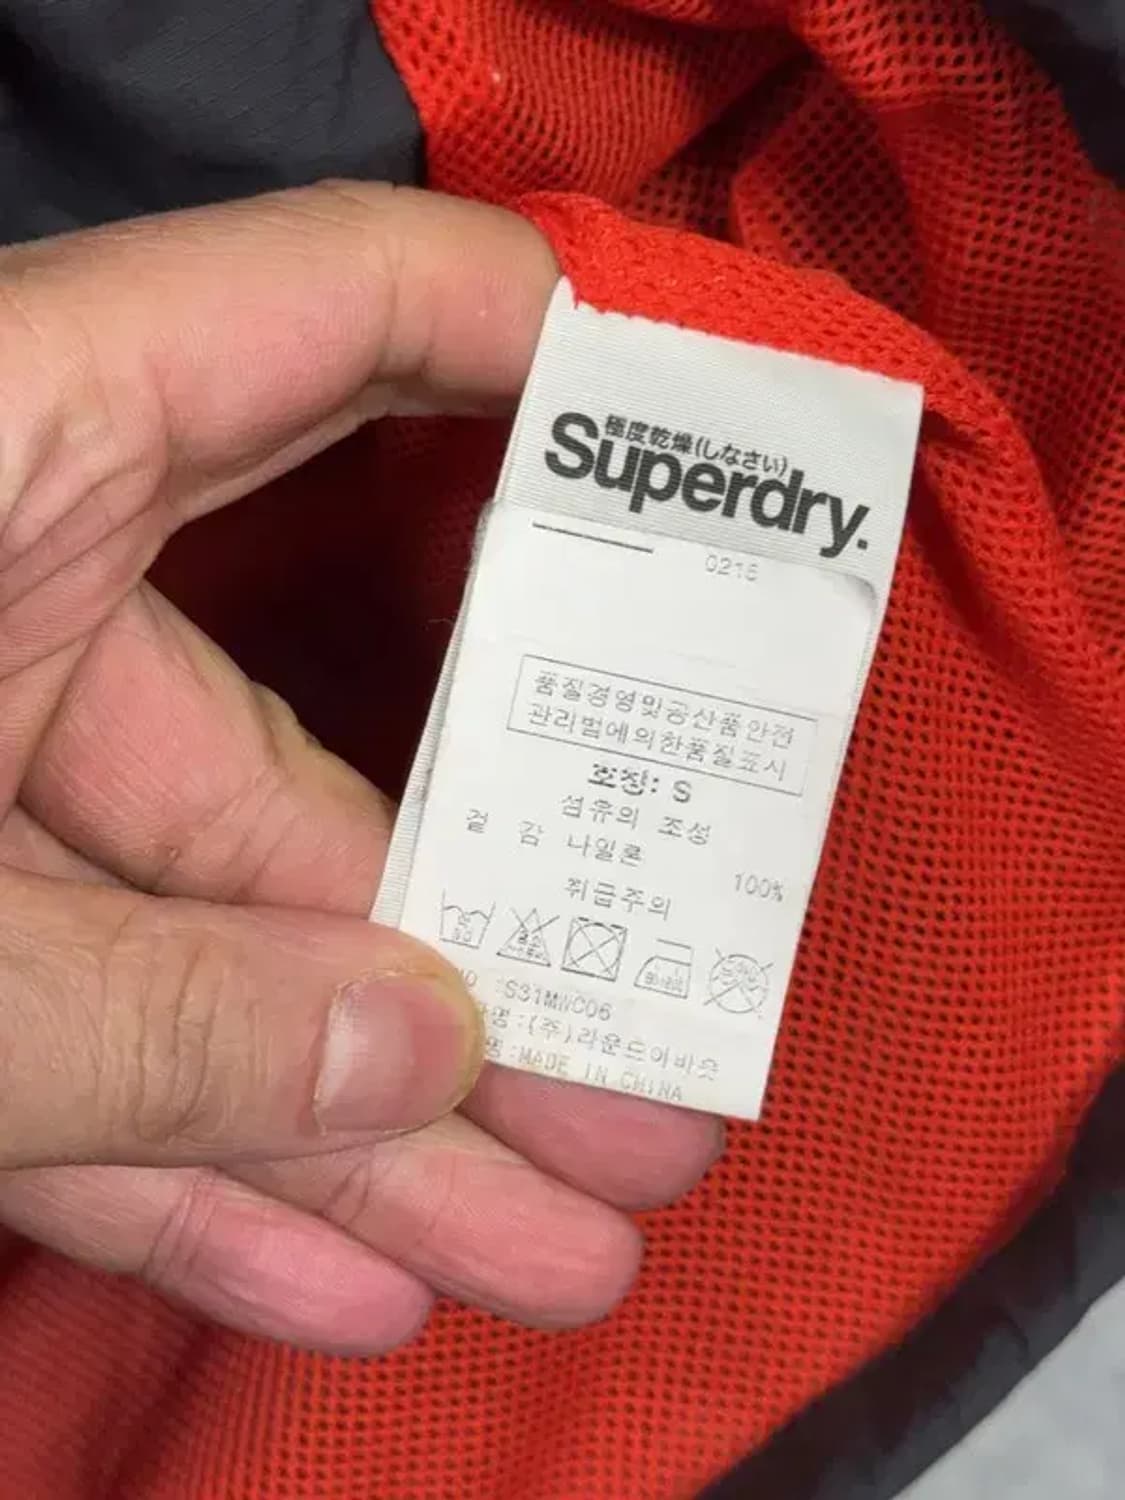 極度乾燥(しなさい)
Superdry.
0215
품질경영및공산품안전
관리법에의한품질표시
호칭: S
섬유의 조성
겉 감 나일론 100%
취급주의
:S31MWC06
명:(주)라운드어바웃
명:MADE IN CHINA